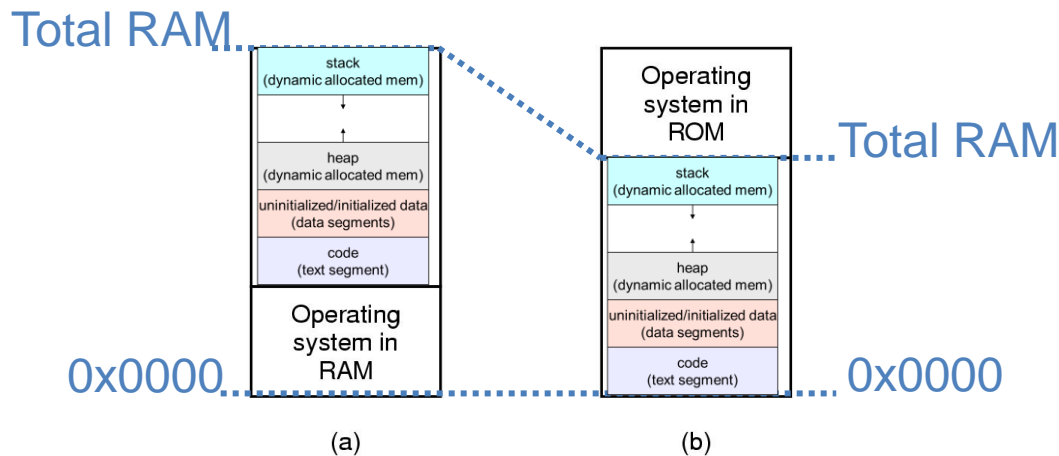 Total RAM
stack
(dynamic allocated mem)
heap
(dynamic allocated mem)
uninitialized/initialized data
(data segments)
code
(text segment)
Operating
system in
RAM
0x0000
(a)
Operating
system in
ROM
Total RAM
stack
(dynamic allocated mem)
heap
(dynamic allocated mem)
uninitialized/initialized data
(data segments)
code
(text segment)
0x0000
(b)